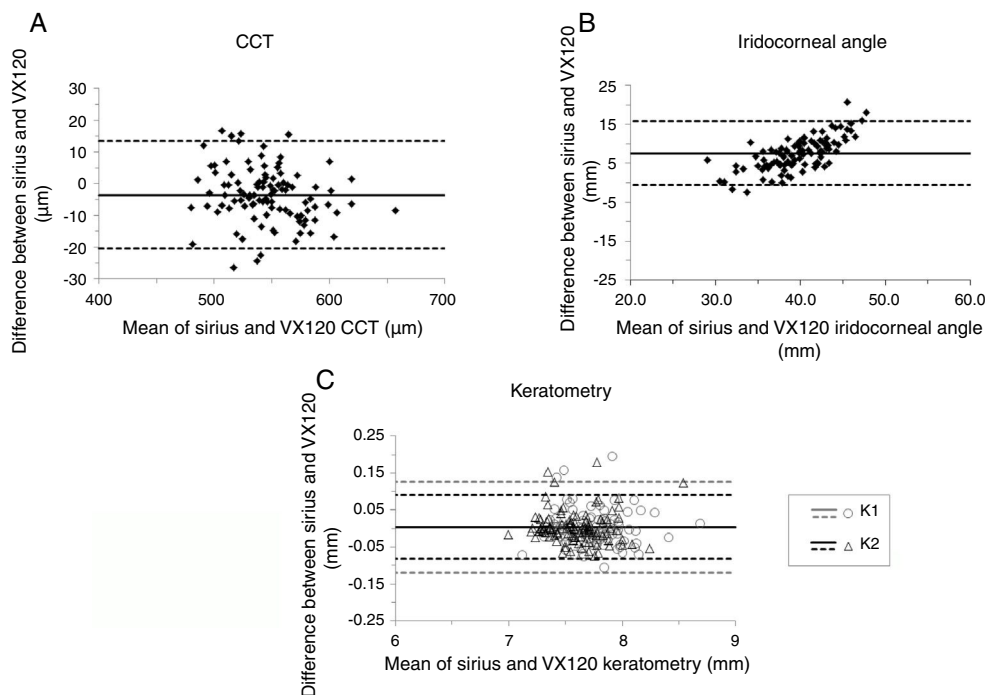 A
CCT
Difference between sirius and VX120
(μm)
30
20
10
0
-10
-20
-30
400
500
600
700
Mean of sirius and VX120 CCT (μm)
B
Iridocorneal angle
Difference between sirius and VX120
(mm)
25
15
5
-5
-15
-25
20.0
30.0
40.0
50.0
60.0
Mean of sirius and VX120 iridocorneal angle
(mm)
C
Keratometry
Difference between sirius and VX120
(mm)
0.25
0.15
0.05
-0.05
-0.15
-0.25
6
7
8
9
Mean of sirius and VX120 keratometry (mm)
K1
K2